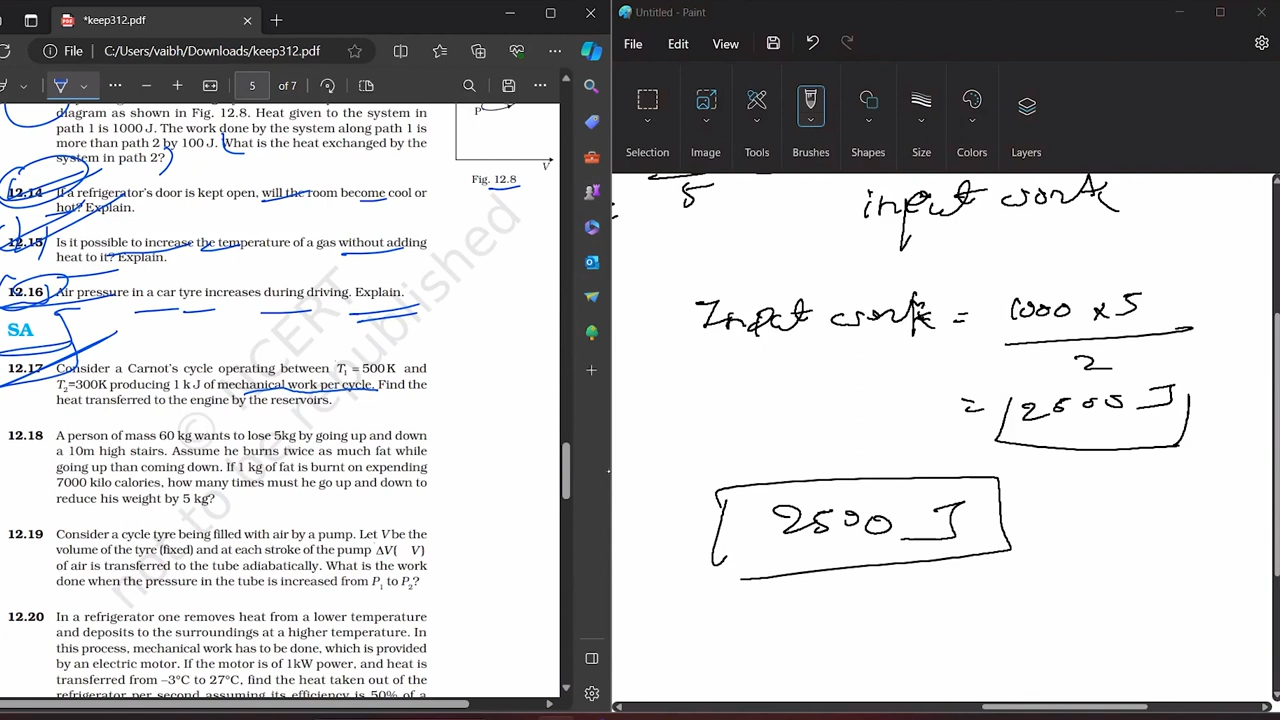 *keep312.pdf
File C:/Users/vaibh/Downloads/keep312.pdf
5 of 7
diagram as shown in Fig. 12.8. Heat given to the system in
path 1 is 1000 J. The work done by the system along path 1 is
more than path 2 by 100 J. What is the heat exchanged by the
system in path 2?
P
V
Fig. 12.8
12.14 If a refrigerator's door is kept open, will the room become cool or
hot? Explain.
12.15 Is it possible to increase the temperature of a gas without adding
heat to it? Explain.
12.16 Air pressure in a car tyre increases during driving. Explain.
SA
12.17 Consider a Carnot's cycle operating between T1 = 500K and
T2=300K producing 1 k J of mechanical work per cycle. Find the
heat transferred to the engine by the reservoirs.
12.18 A person of mass 60 kg wants to lose 5kg by going up and down
a 10m high stairs. Assume he burns twice as much fat while
going up than coming down. If 1 kg of fat is burnt on expending
7000 kilo calories, how many times must he go up and down to
reduce his weight by 5 kg?
12.19 Consider a cycle tyre being filled with air by a pump. Let V be the
volume of the tyre (fixed) and at each stroke of the pump ΔV( V)
of air is transferred to the tube adiabatically. What is the work
done when the pressure in the tube is increased from P1 to P2?
12.20 In a refrigerator one removes heat from a lower temperature
and deposits to the surroundings at a higher temperature. In
this process, mechanical work has to be done, which is provided
by an electric motor. If the motor is of 1kW power, and heat is
transferred from –3°C to 27°C, find the heat taken out of the
refrigerator per second assuming its efficiency is 50% of a
© NCERT
not to be republished
Untitled - Paint
File Edit View
Selection Image Tools Brushes Shapes Size Colors Layers
5
input work
Input work = 1000 x 5
2
= 2500 J
2500 J